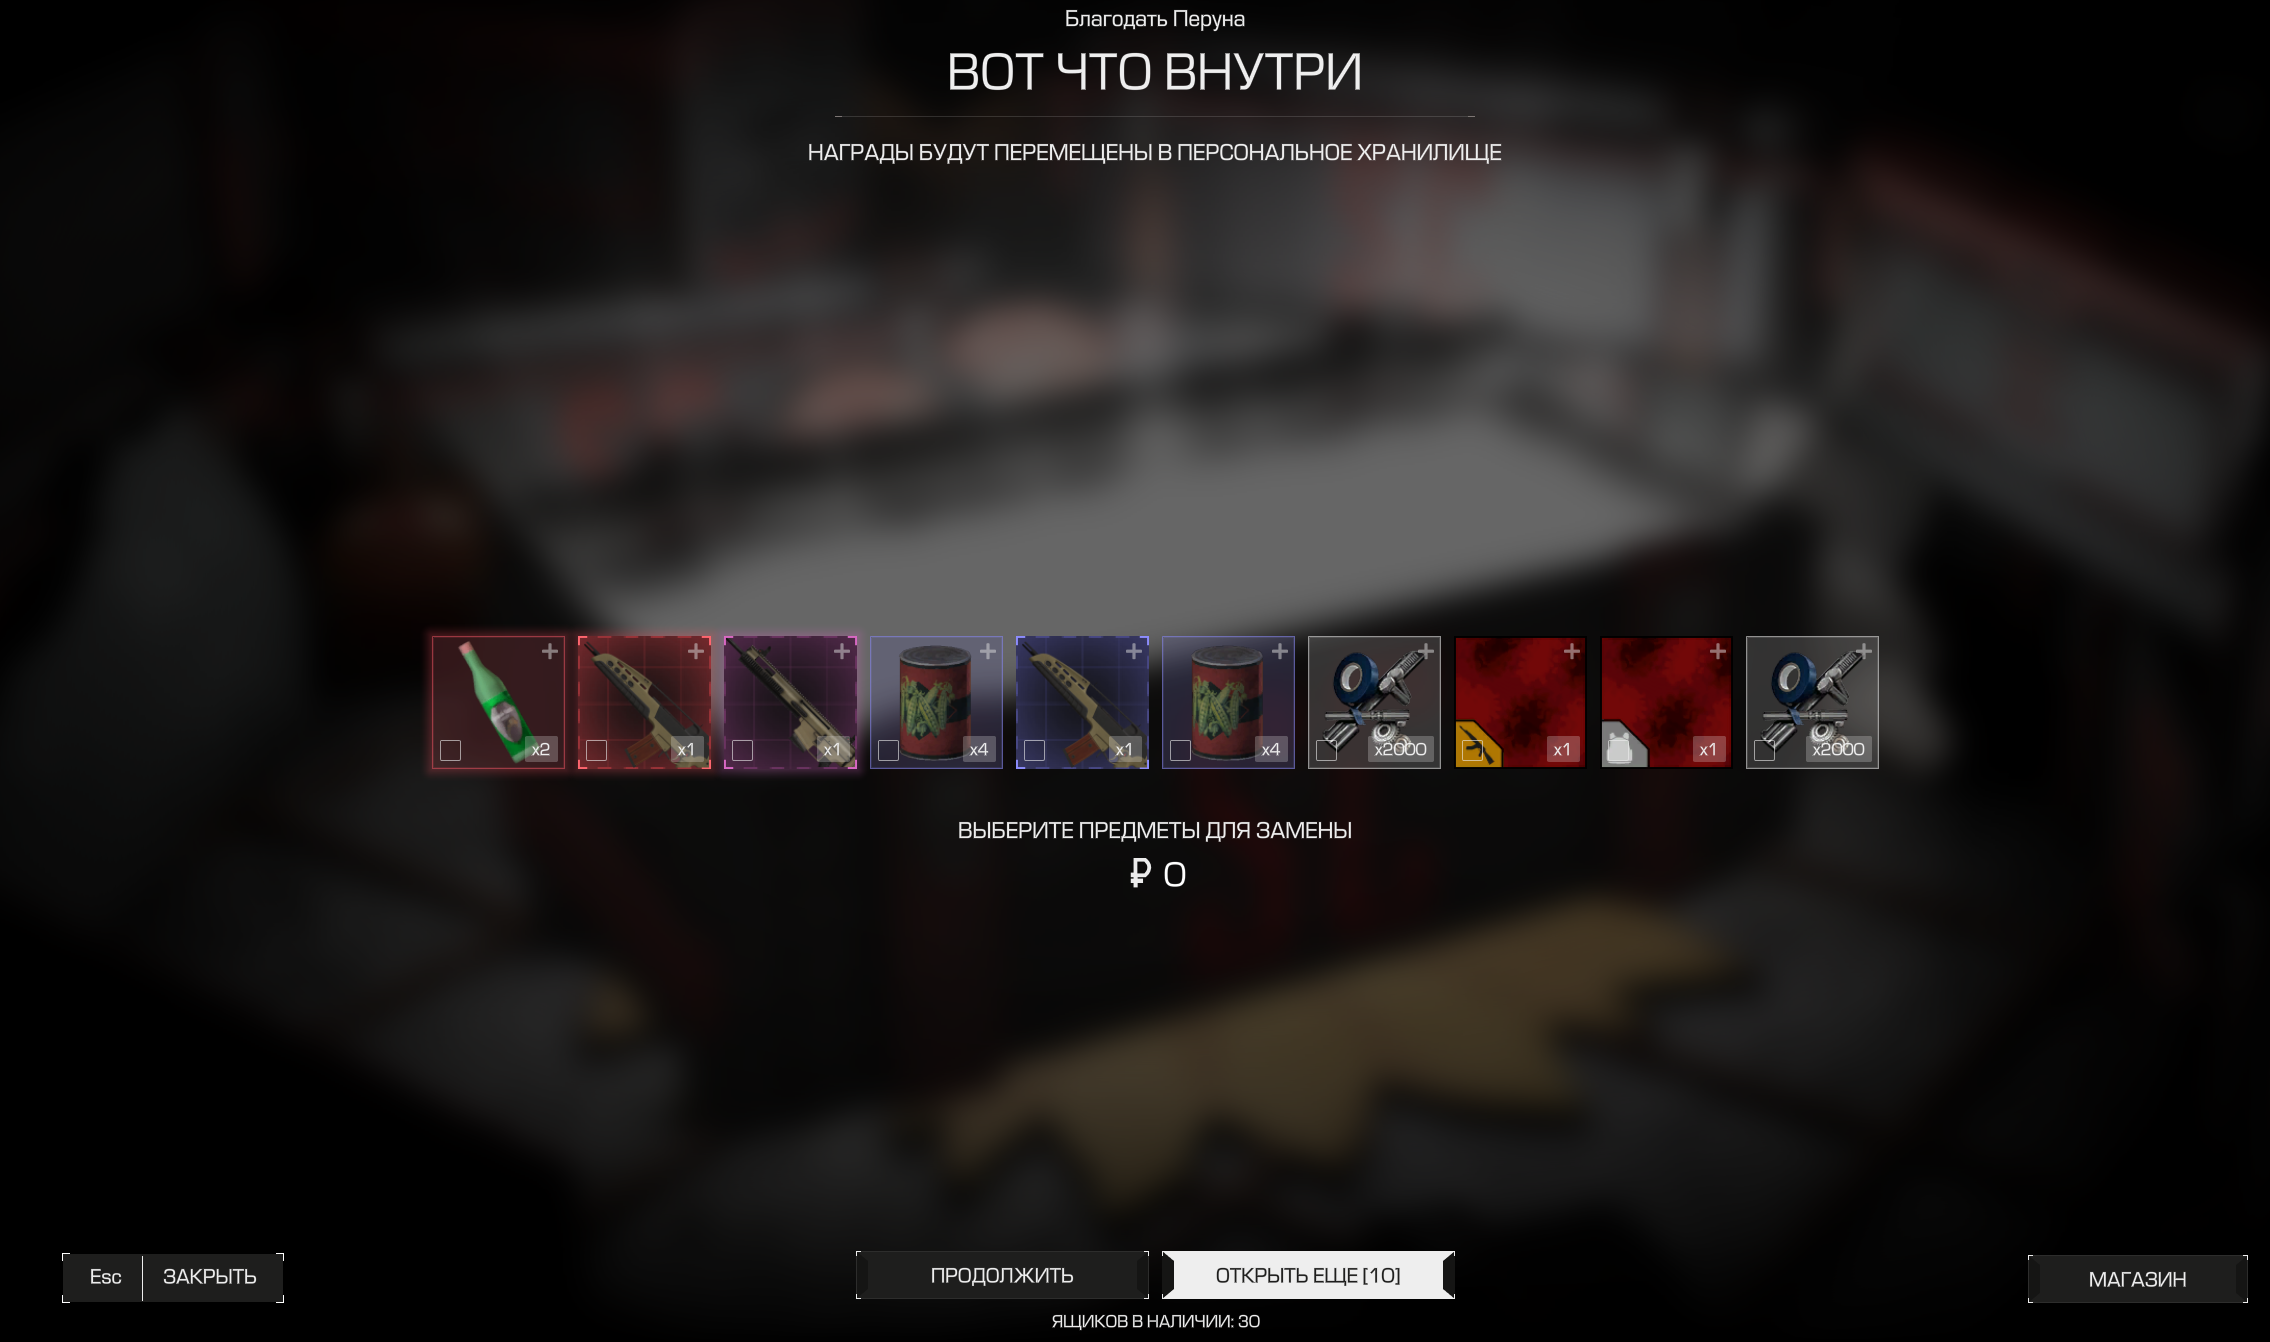 Благодать Перуна
ВОТ ЧТО ВНУТРИ
НАГРАДЫ БУДУТ ПЕРЕМЕЩЕНЫ В ПЕРСОНАЛЬНОЕ ХРАНИЛИЩЕ
x2 x1 x1 x4 x1 x4 x2000 x1 x1 x2000
ВЫБЕРИТЕ ПРЕДМЕТЫ ДЛЯ ЗАМЕНЫ
₽ 0
Esc ЗАКРЫТЬ ПРОДОЛЖИТЬ ОТКРЫТЬ ЕЩЕ [10] МАГАЗИН
ЯЩИКОВ В НАЛИЧИИ: 30